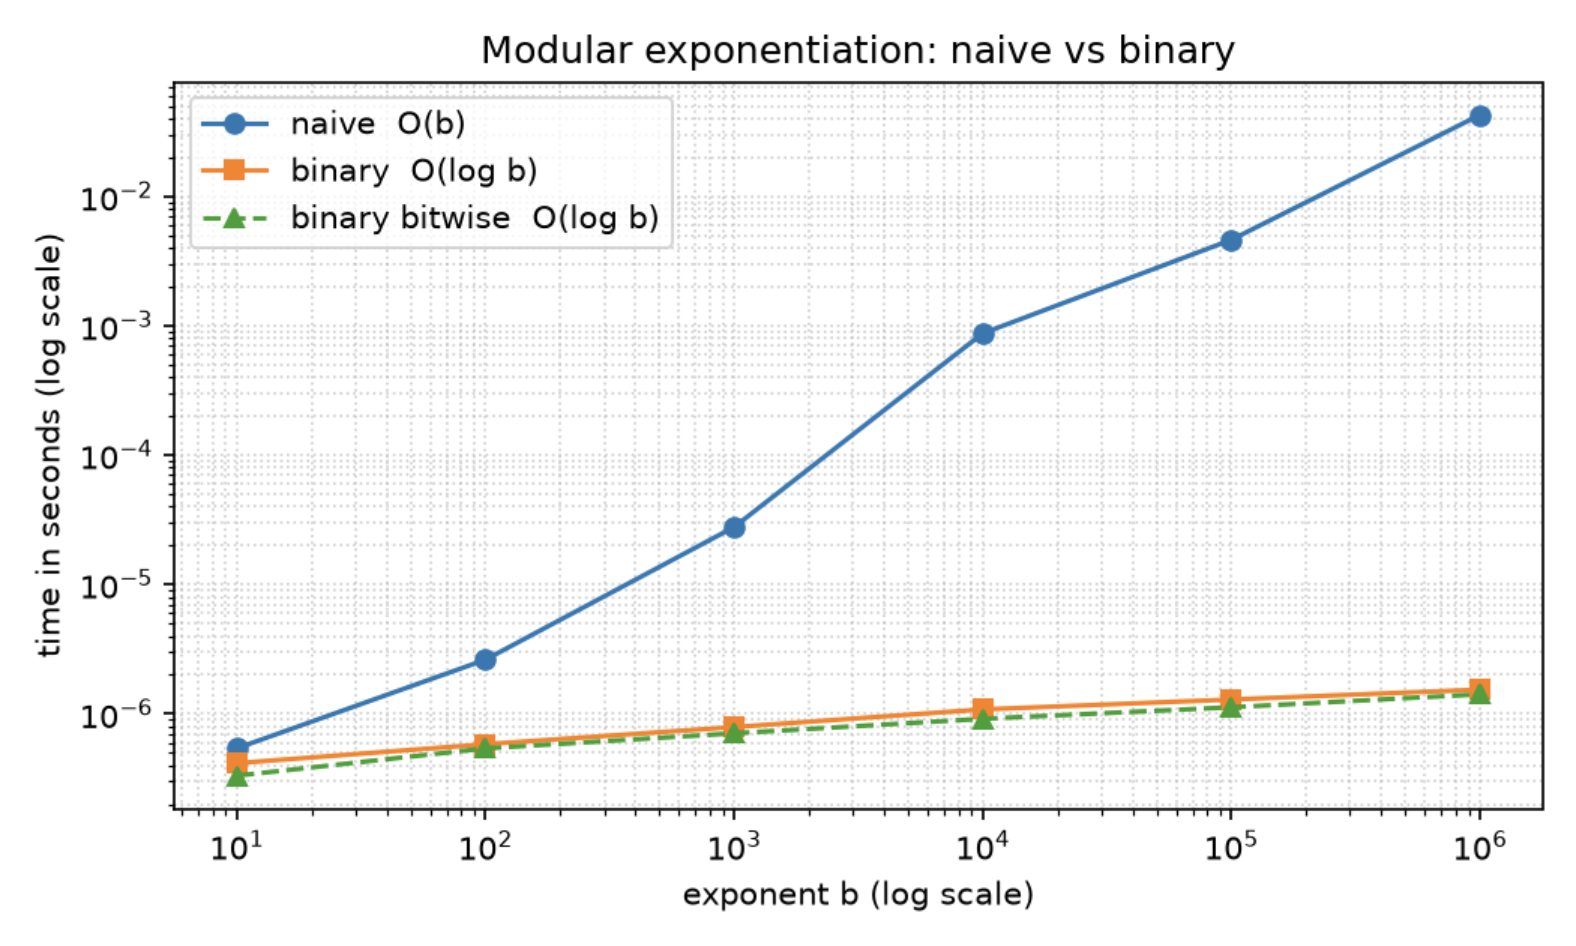 Modular exponentiation: naive vs binary
naive O(b)
binary O(log b)
binary bitwise O(log b)
time in seconds (log scale)
10⁻²
10⁻³
10⁻⁴
10⁻⁵
10⁻⁶
10¹ 10² 10³ 10⁴ 10⁵ 10⁶
exponent b (log scale)